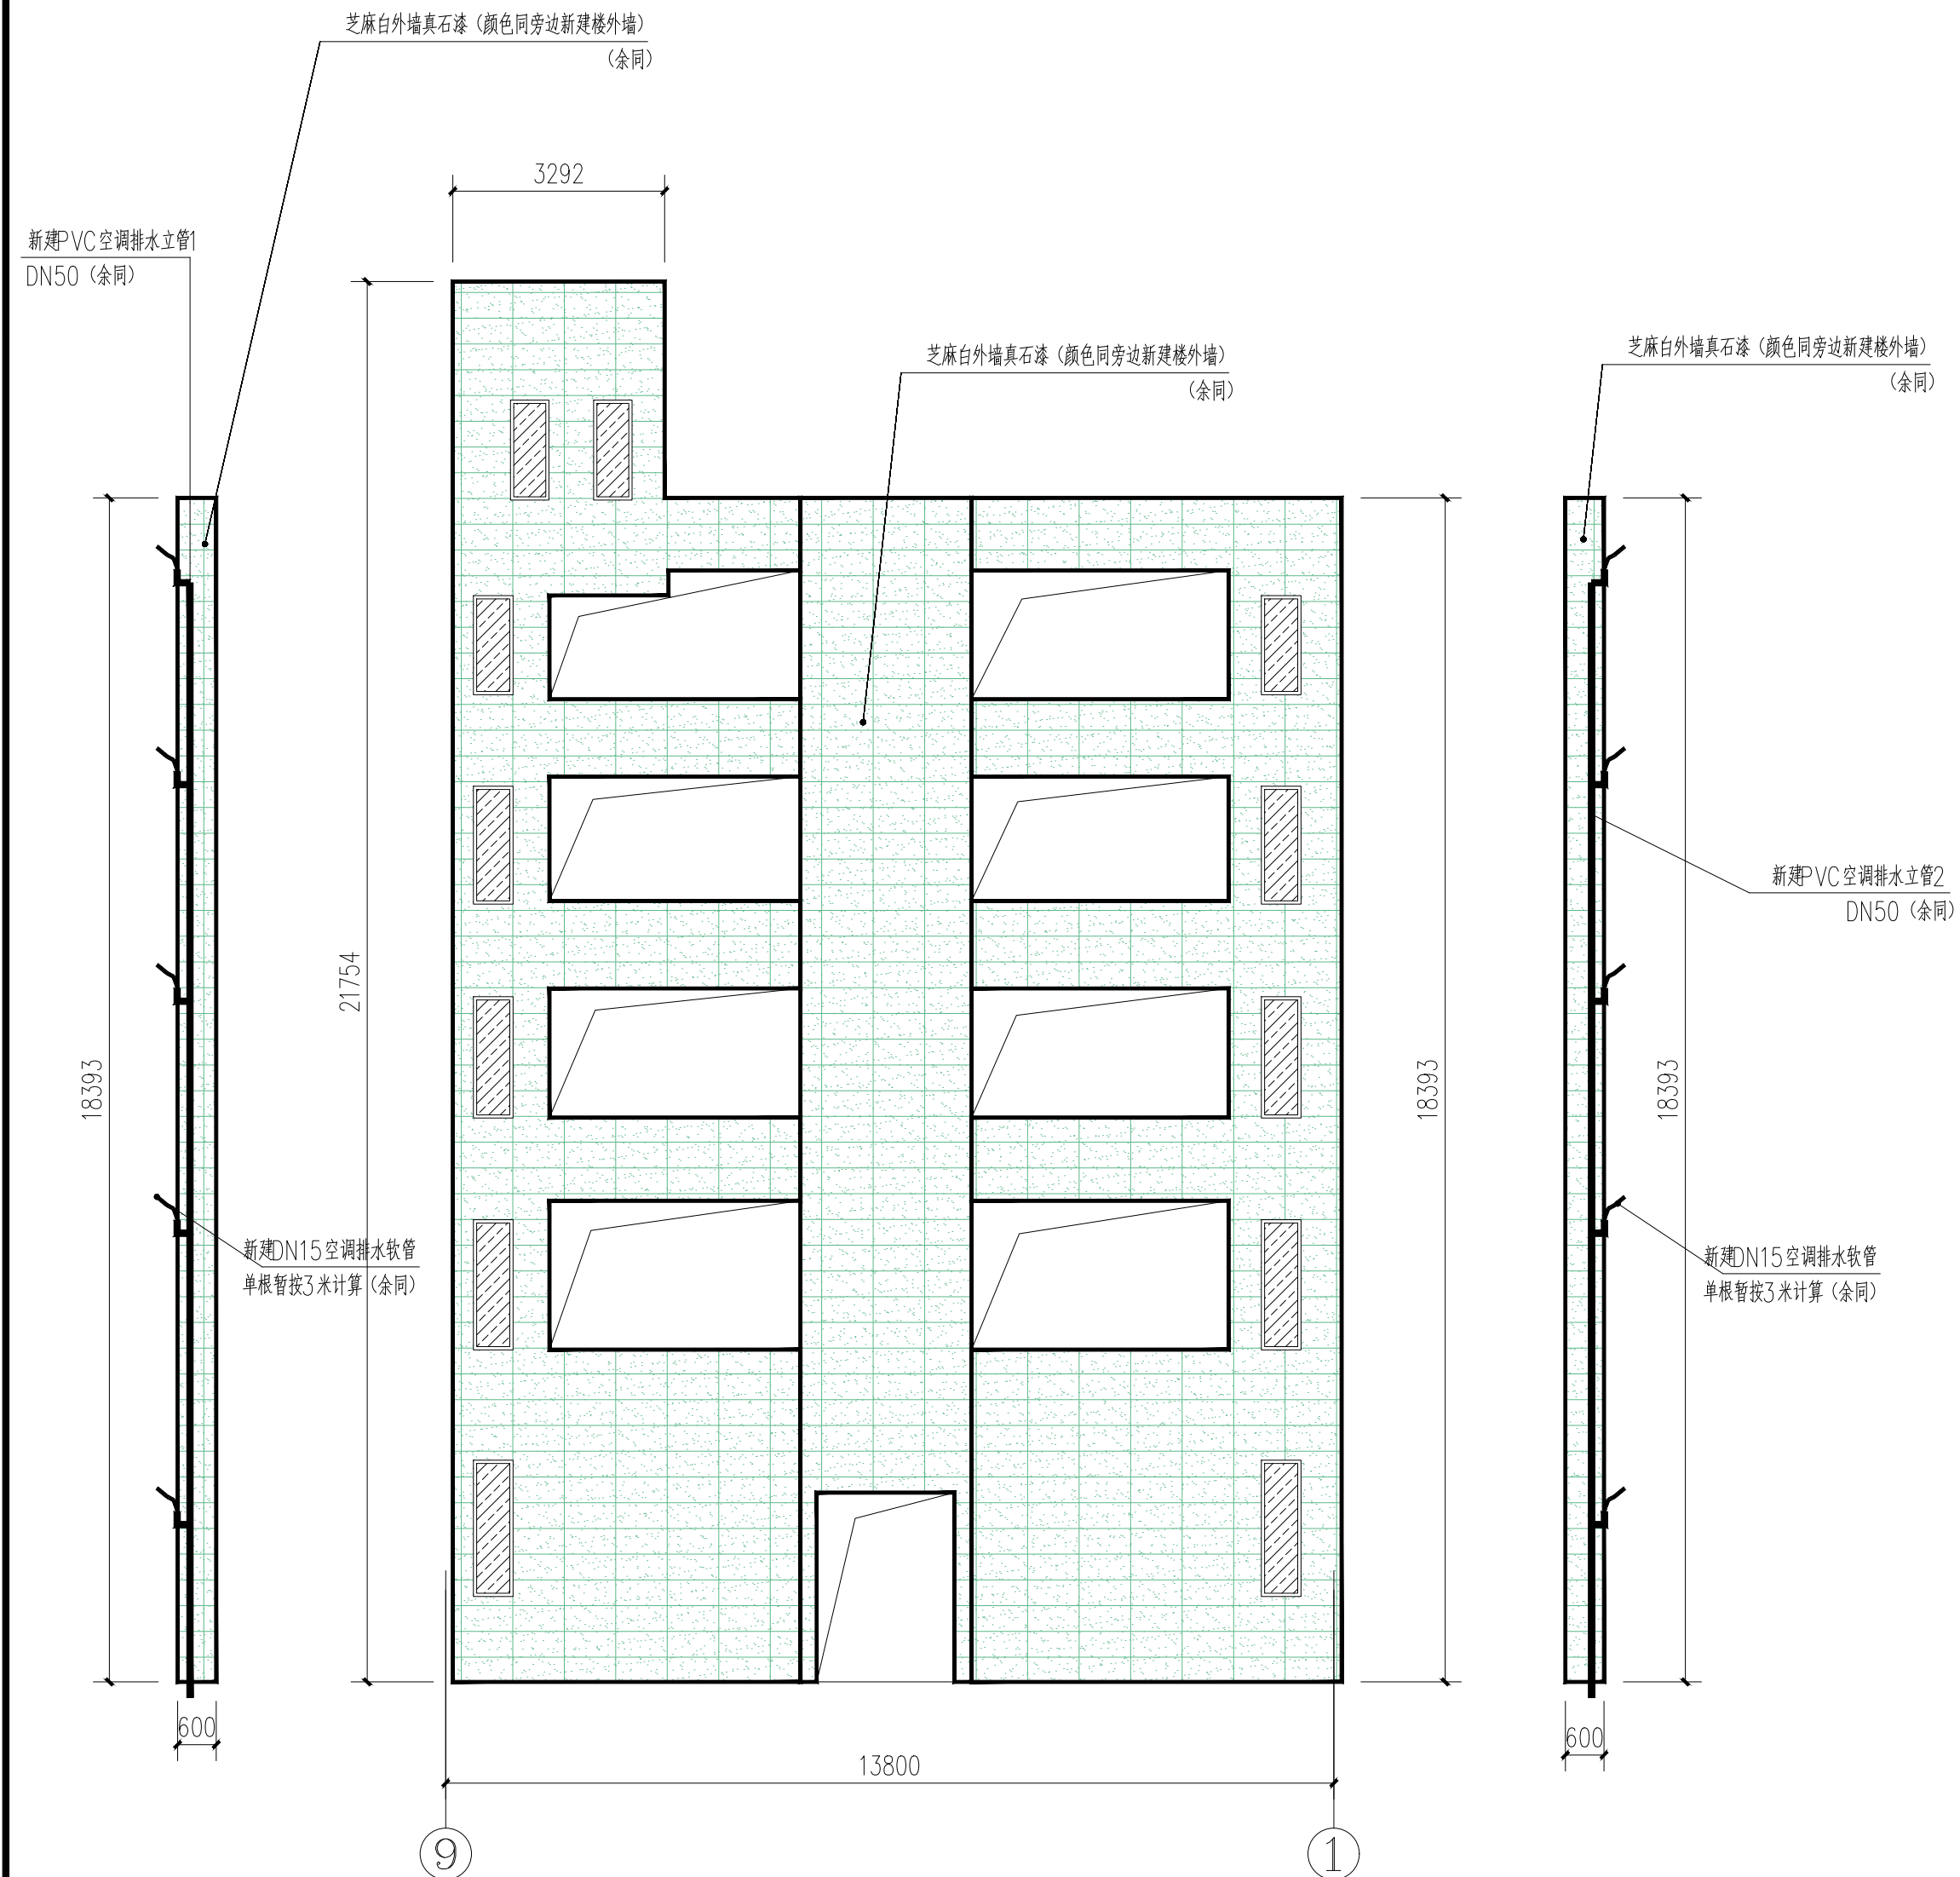 芝麻白外墙真石漆（颜色同旁边新建楼外墙）
（余同）
3292
新建PVC空调排水立管1
DN50（余同）
芝麻白外墙真石漆（颜色同旁边新建楼外墙）
（余同）
芝麻白外墙真石漆（颜色同旁边新建楼外墙）
（余同）
新建PVC空调排水立管2
DN50（余同）
21754
18393
18393
18393
新建DN15空调排水软管
单根暂按3米计算（余同）
新建DN15空调排水软管
单根暂按3米计算（余同）
600
600
13800
9
1